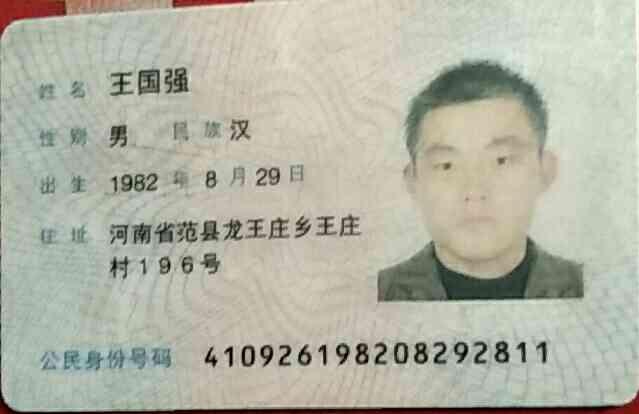 姓名 王国强
性别 男 民族 汉
出生 1982 年 8 月 29 日
住址 河南省范县龙王庄乡王庄
村196号
公民身份号码 410926198208292811